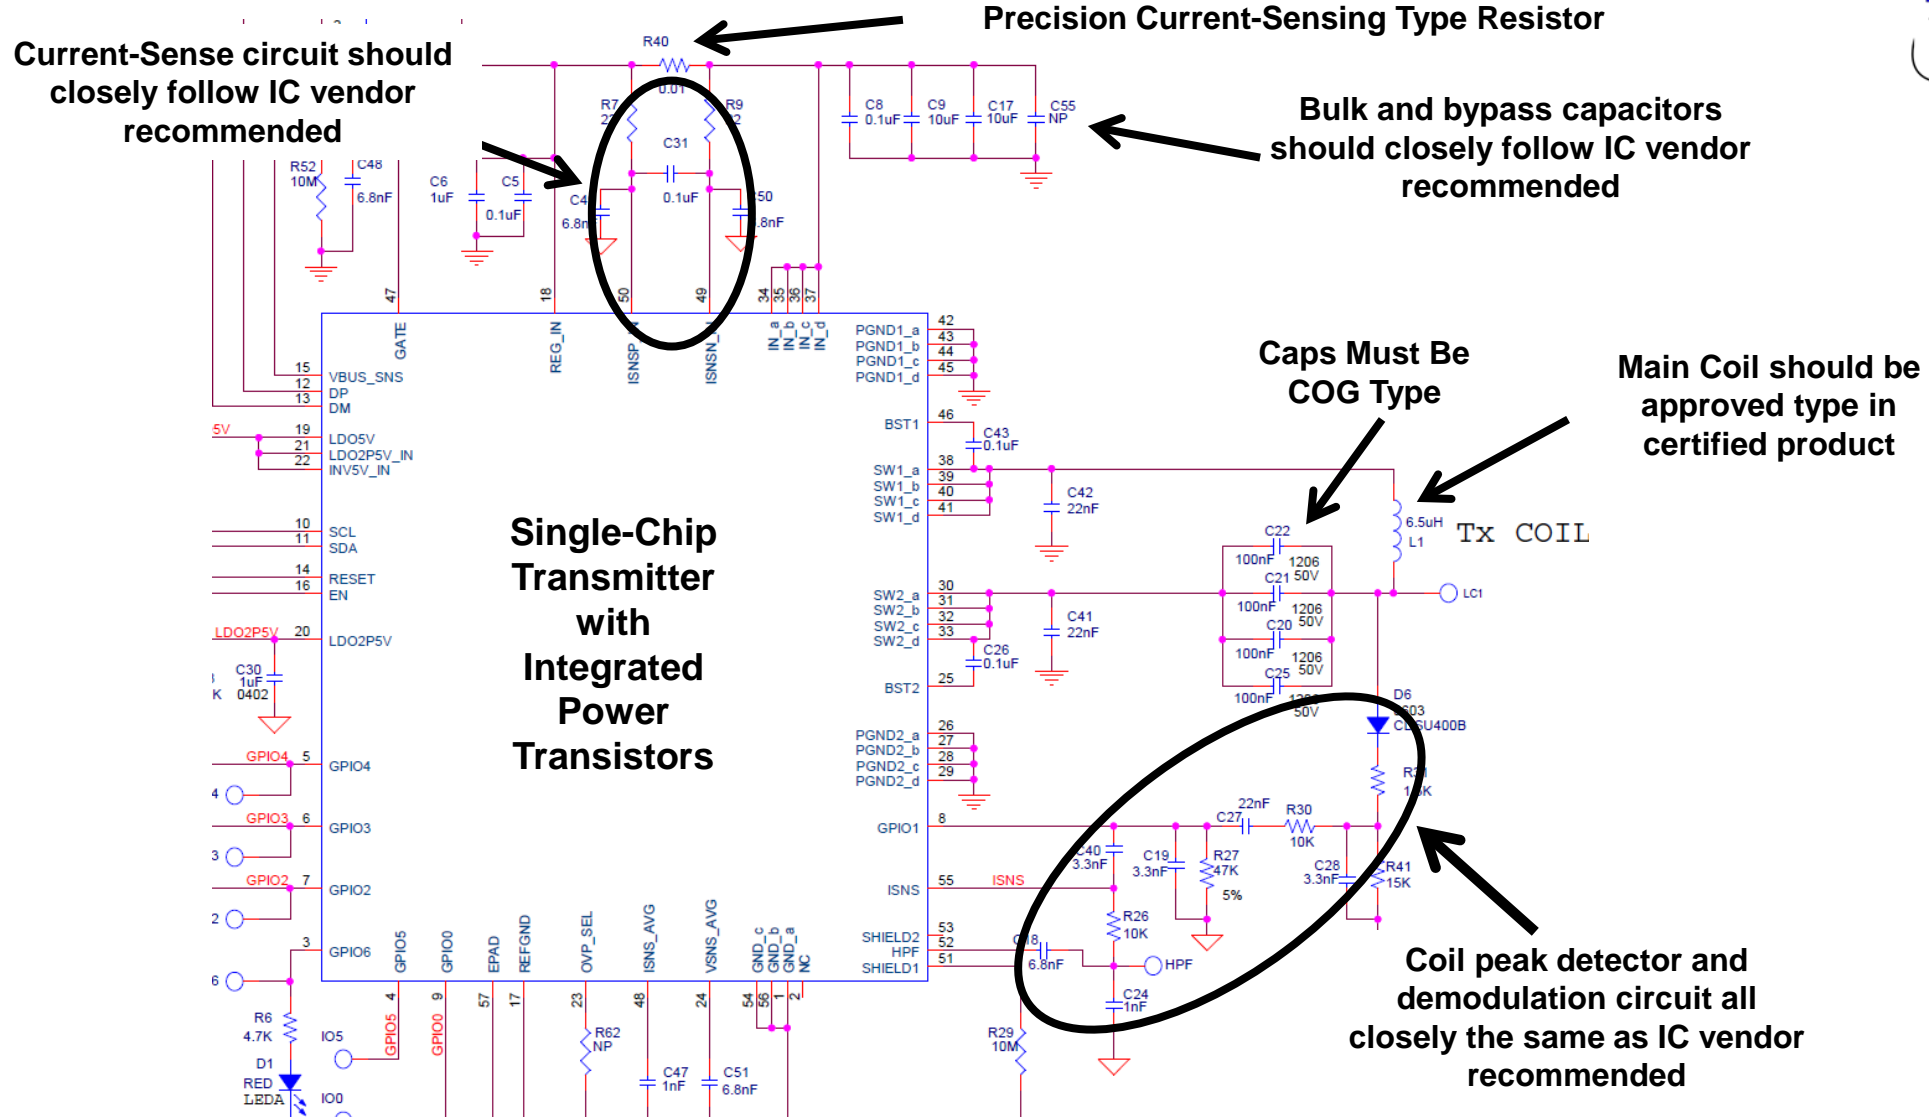 Precision Current-Sensing Type Resistor
Current-Sense circuit should
closely follow IC vendor
recommended
R40
0.01
R7
R9
C31
0.1uF
6.8n
50
.8nF
C8
0.1uF
C9
10uF
C17
10uF
C55
NP
Bulk and bypass capacitors
should closely follow IC vendor
recommended
R52
10M
C48
6.8nF
C6
1uF
C5
0.1uF
47
18
50
49
34
35
36
37
GATE
REG_IN
ISNSP
ISNSN
IN_a
IN_b
IN_c
IN_d
15
VBUS_SNS
12
DP
13
DM
5V
19
LDO5V
21
LDO2P5V_IN
22
INV5V_IN
10
SCL
11
SDA
14
RESET
16
EN
LDO2P5V
20
LDO2P5V
C30
1uF
K
0402
GPIO4
5
GPIO4
4
GPIO3
6
GPIO3
3
GPIO2
7
GPIO2
2
3
GPIO6
6
Single-Chip
Transmitter
with
Integrated
Power
Transistors
PGND1_a
42
PGND1_b
43
PGND1_c
44
PGND1_d
45
BST1
46
C43
0.1uF
SW1_a
38
SW1_b
39
SW1_c
40
SW1_d
41
C42
22nF
SW2_a
30
SW2_b
31
SW2_c
32
SW2_d
33
C41
22nF
C26
0.1uF
BST2
25
PGND2_a
26
PGND2_b
27
PGND2_c
28
PGND2_d
29
GPIO1
8
ISNS
55
ISNS
SHIELD2
53
HPF
52
SHIELD1
51
Caps Must Be
COG Type
Main Coil should be
approved type in
certified product
6.5uH
L1
Tx COIL
LC1
C22
100nF
1206
50V
C21
100nF
1206
50V
C20
100nF
1206
50V
C25
100nF
50V
D6
C27
22nF
R30
10K
C40
3.3nF
C19
3.3nF
R27
47K
5%
C28
3.3nF
R41
15K
R26
10K
6.8nF
HPF
C24
1nF
R29
10M
Coil peak detector and
demodulation circuit all
closely the same as IC vendor
recommended
GPIO5
GPIO0
EPAD
REFGND
OVP_SEL
ISNS_AVG
VSNS_AVG
GND_c
GND_b
GND_a
NC
4
9
57
17
23
48
24
54
56
1
2
GPIO5
GPIO0
R6
4.7K
IO5
D1
RED
LEDA
IO0
R62
NP
C47
1nF
C51
6.8nF